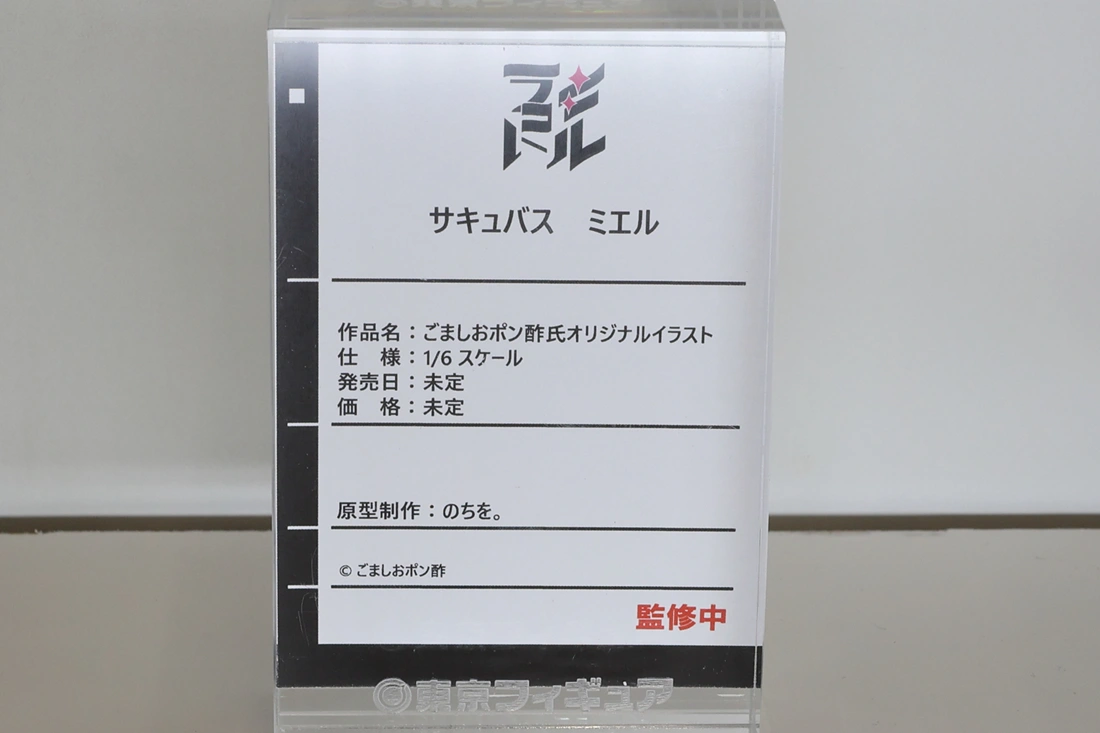 サキュバス　ミエル
作品名：ごましおポン酢氏オリジナルイラスト
仕　様：1/6 スケール
発売日：未定
価　格：未定
原型制作：のちを。
© ごましおポン酢
監修中
東京フィギュア